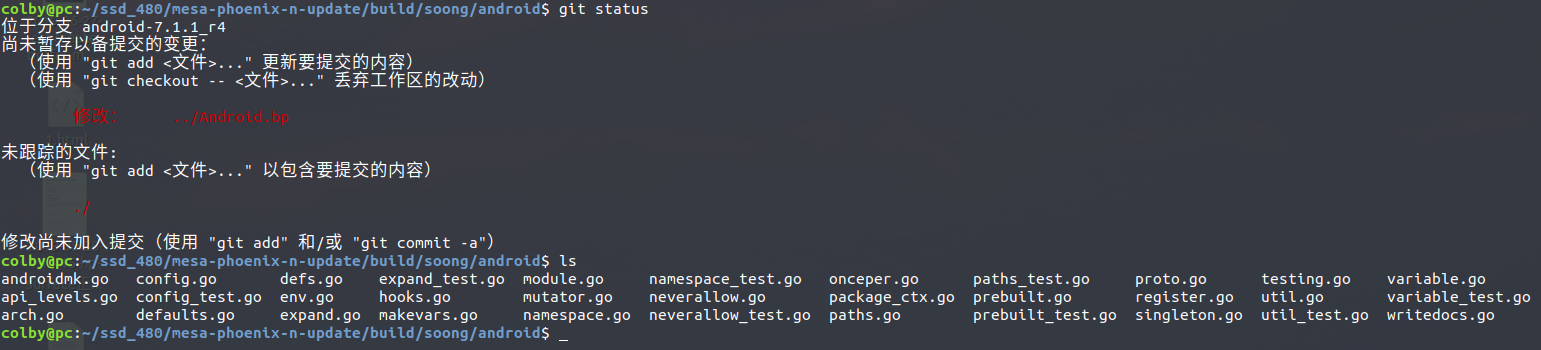 colby@pc:~/ssd_480/mesa-phoenix-n-update/build/soong/android$ git status
位于分支 android-7.1.1_r4
尚未暂存以备提交的变更：
（使用 "git add <文件>..." 更新要提交的内容）
（使用 "git checkout -- <文件>..." 丢弃工作区的改动）
修改： ../Android.bp
未跟踪的文件:
（使用 "git add <文件>..." 以包含要提交的内容）
./
修改尚未加入提交（使用 "git add" 和/或 "git commit -a"）
colby@pc:~/ssd_480/mesa-phoenix-n-update/build/soong/android$ ls
androidmk.go config.go defs.go expand_test.go module.go namespace_test.go onceper.go paths_test.go proto.go testing.go variable.go
api_levels.go config_test.go env.go hooks.go mutator.go neverallow.go package_ctx.go prebuilt.go register.go util.go variable_test.go
arch.go defaults.go expand.go makevars.go namespace.go neverallow_test.go paths.go prebuilt_test.go singleton.go util_test.go writedocs.go
colby@pc:~/ssd_480/mesa-phoenix-n-update/build/soong/android$ _